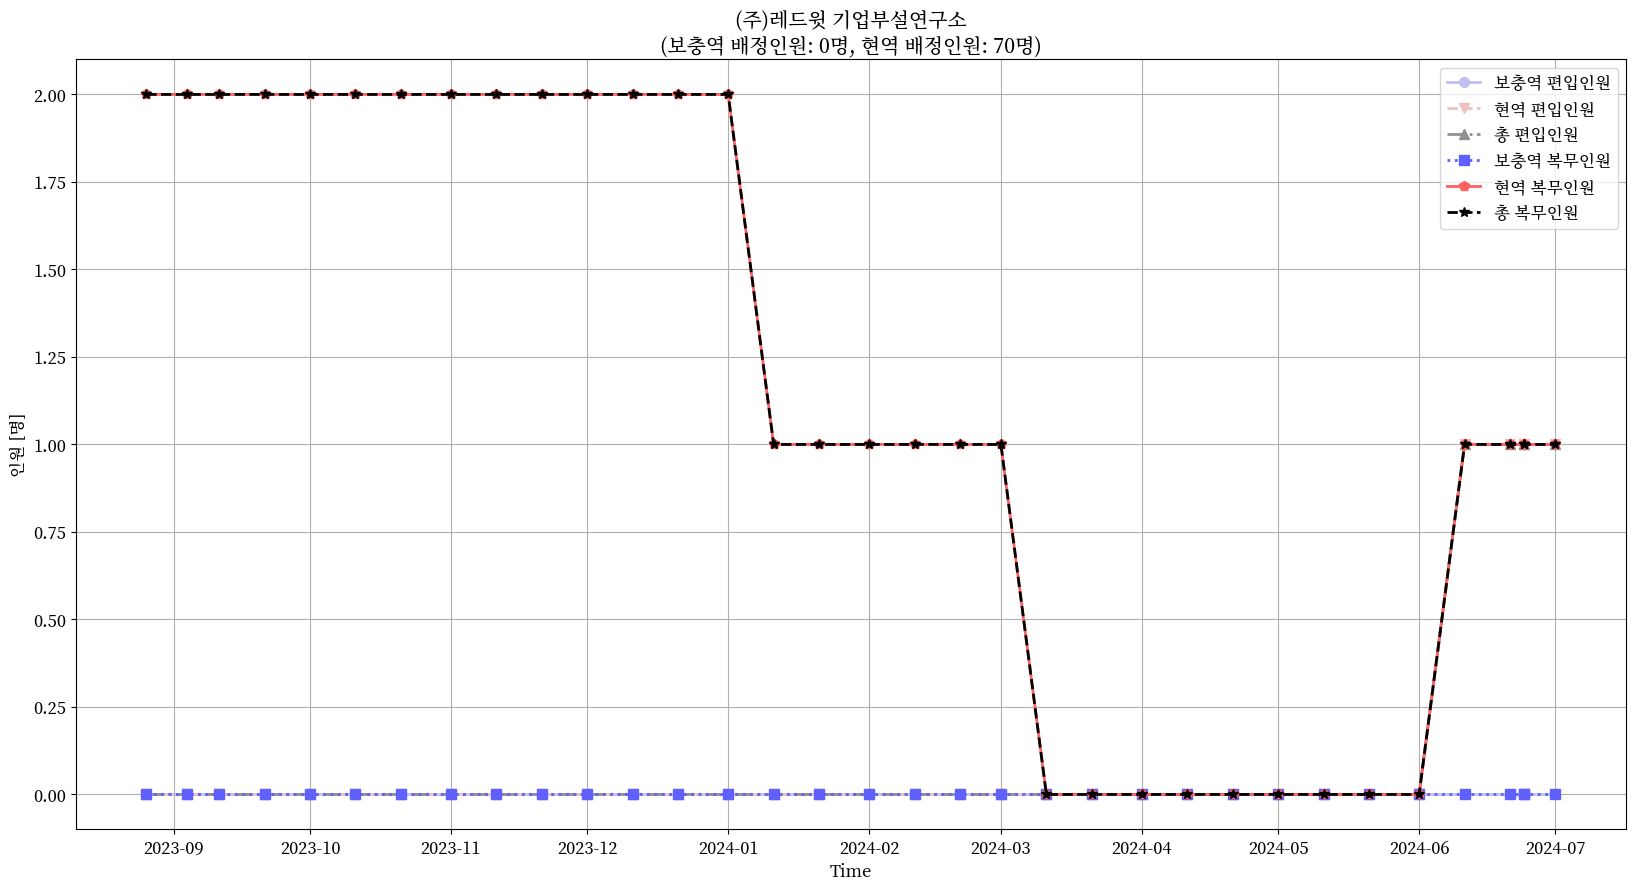 (주)레드윗 기업부설연구소
(보충역 배정인원: 0명, 현역 배정인원: 70명)
보충역 편입인원
현역 편입인원
총 편입인원
보충역 복무인원
현역 복무인원
총 복무인원
인원 [명]
2.00
1.75
1.50
1.25
1.00
0.75
0.50
0.25
0.00
2023-09 2023-10 2023-11 2023-12 2024-01 2024-02 2024-03 2024-04 2024-05 2024-06 2024-07
Time